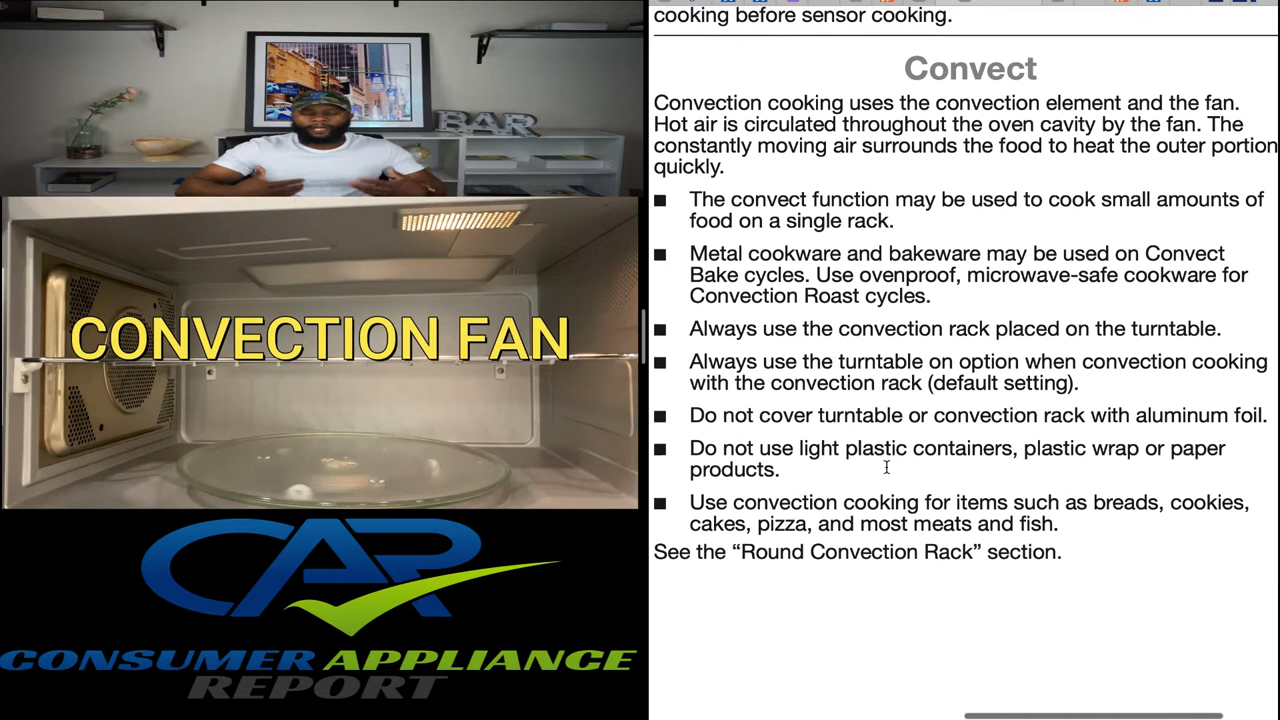 BAR
CONVECTION FAN
CAR
CONSUMER APPLIANCE
REPORT
cooking before sensor cooking.
Convect
Convection cooking uses the convection element and the fan.
Hot air is circulated throughout the oven cavity by the fan. The
constantly moving air surrounds the food to heat the outer portion
quickly.
■ The convect function may be used to cook small amounts of
food on a single rack.
■ Metal cookware and bakeware may be used on Convect
Bake cycles. Use ovenproof, microwave-safe cookware for
Convection Roast cycles.
■ Always use the convection rack placed on the turntable.
■ Always use the turntable on option when convection cooking
with the convection rack (default setting).
■ Do not cover turntable or convection rack with aluminum foil.
■ Do not use light plastic containers, plastic wrap or paper
products.
■ Use convection cooking for items such as breads, cookies,
cakes, pizza, and most meats and fish.
See the “Round Convection Rack” section.